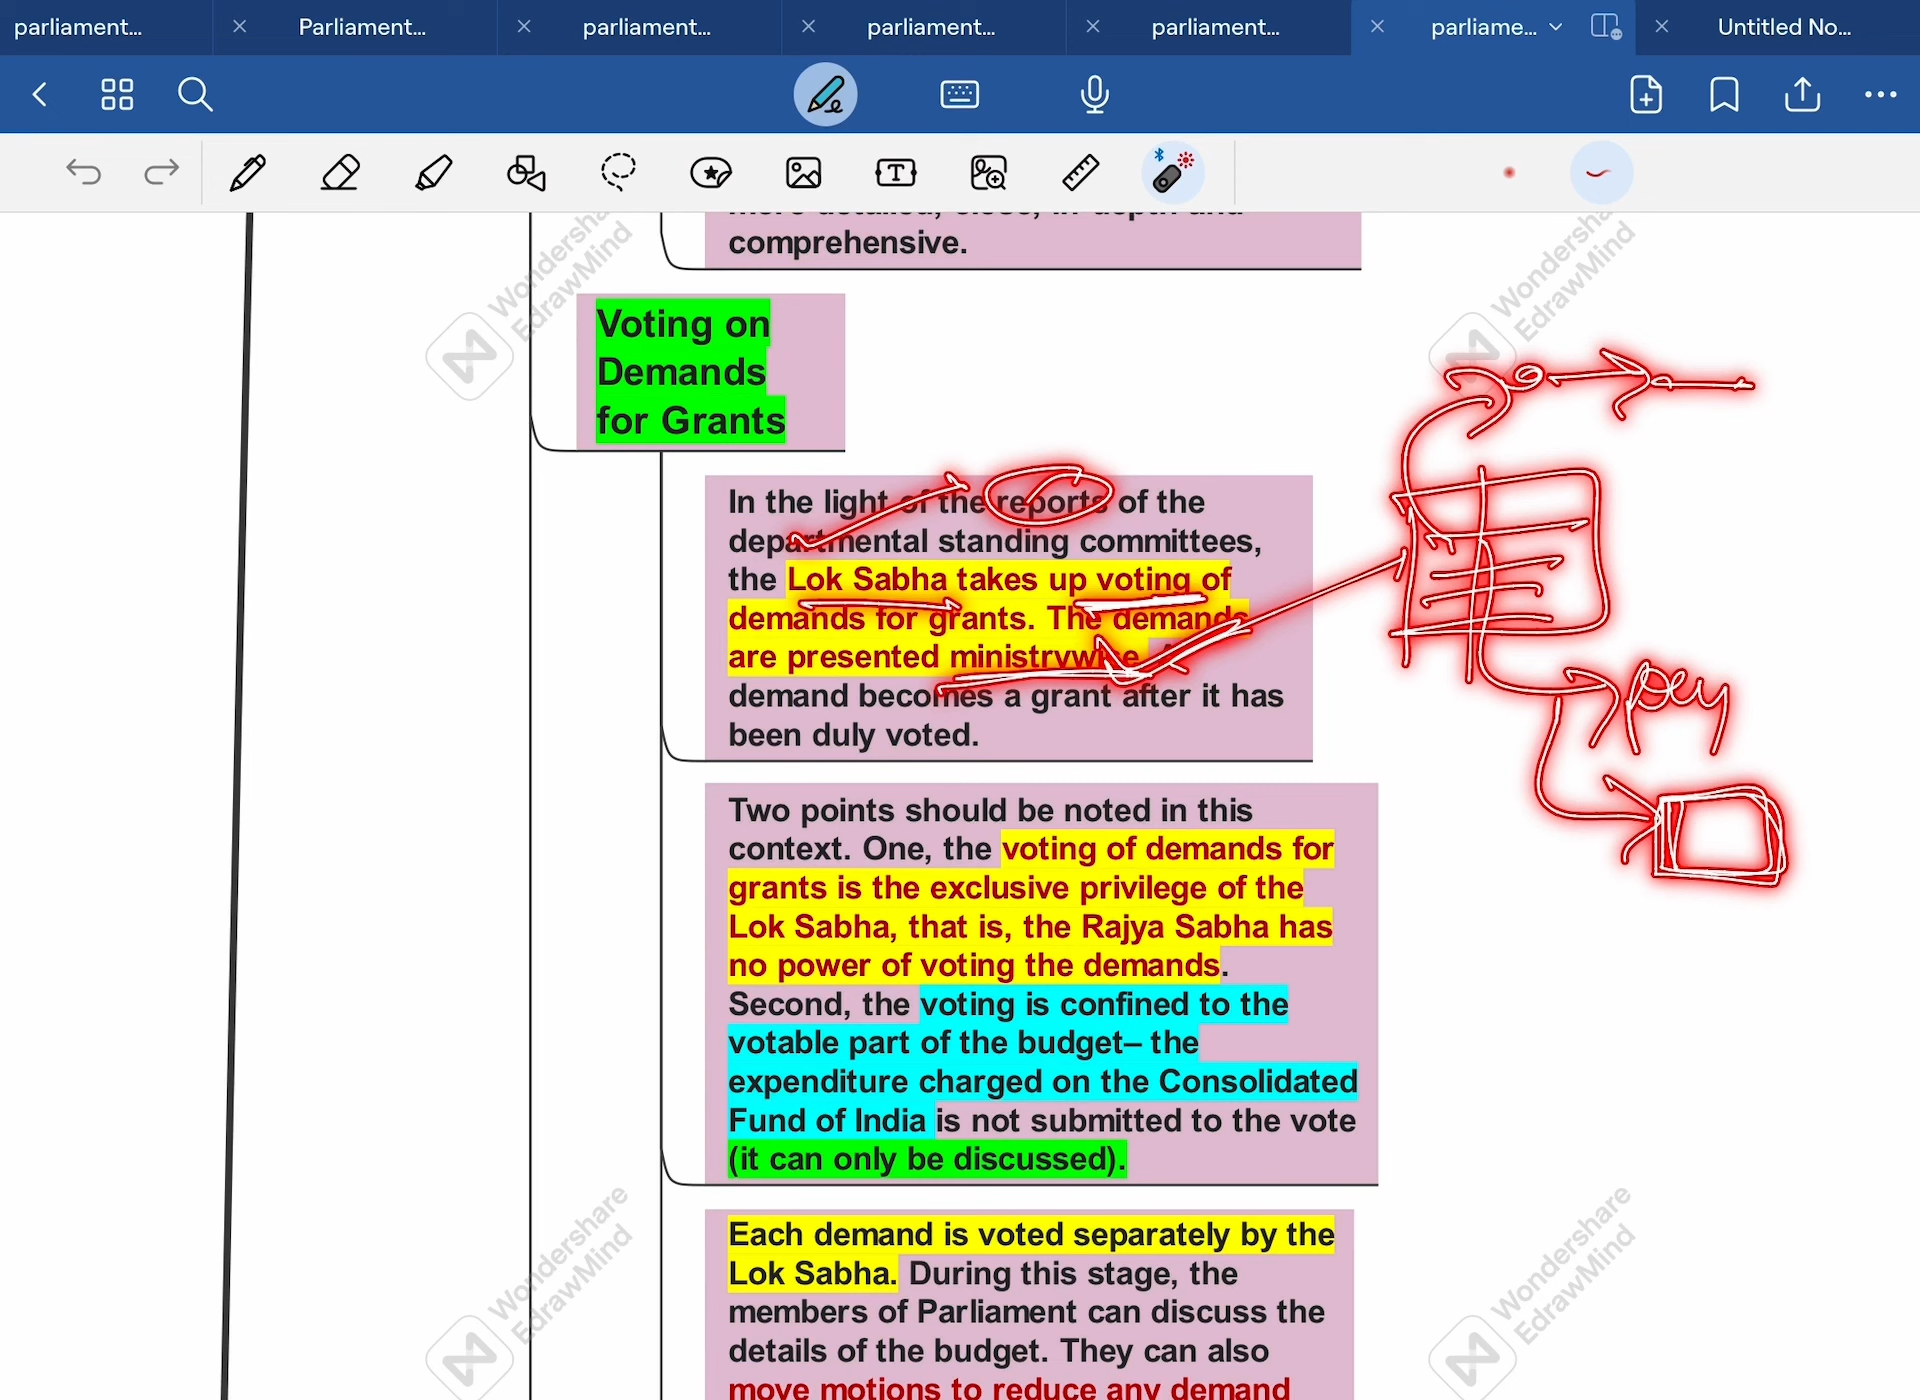 parliament...
Parliament...
parliament...
parliament...
parliament...
parliame...
Untitled No...
comprehensive.
Wondershare
EdrawMind
Wondershare
EdrawMind
Voting on
Demands
for Grants
In the light of the reports of the
departmental standing committees,
the Lok Sabha takes up voting of
demands for grants. The demands
are presented ministrywise. A
demand becomes a grant after it has
been duly voted.
Two points should be noted in this
context. One, the voting of demands for
grants is the exclusive privilege of the
Lok Sabha, that is, the Rajya Sabha has
no power of voting the demands.
Second, the voting is confined to the
votable part of the budget– the
expenditure charged on the Consolidated
Fund of India is not submitted to the vote
(it can only be discussed).
Wondershare
EdrawMind
Wondershare
EdrawMind
Each demand is voted separately by the
Lok Sabha. During this stage, the
members of Parliament can discuss the
details of the budget. They can also
move motions to reduce any demand